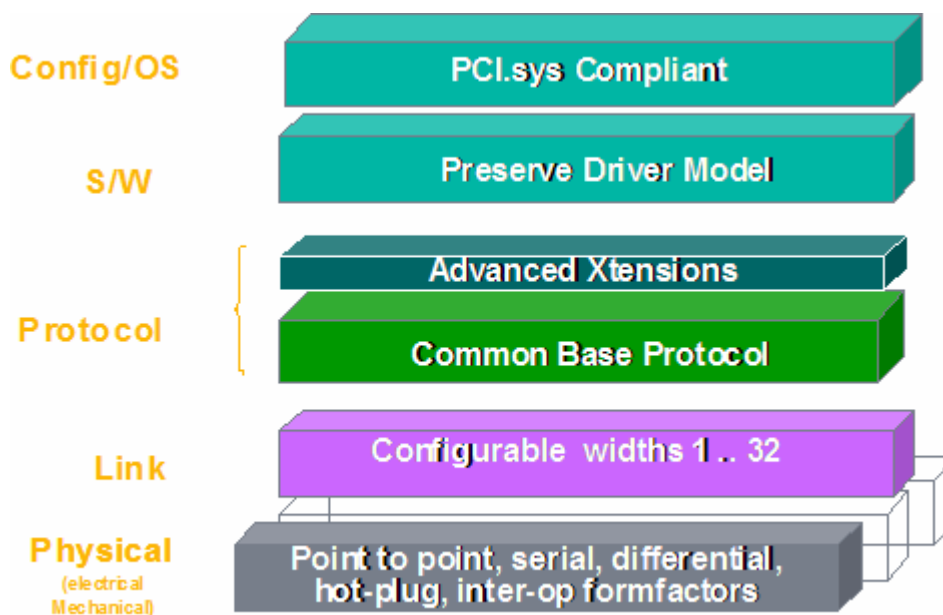 Config/OS
PCI.sys Compliant
S/W
Preserve Driver Model
Protocol
Advanced Xtensions
Common Base Protocol
Link
Configurable widths 1 .. 32
Physical
(electrical
Mechanical)
Point to point, serial, differential,
hot-plug, inter-op formfactors